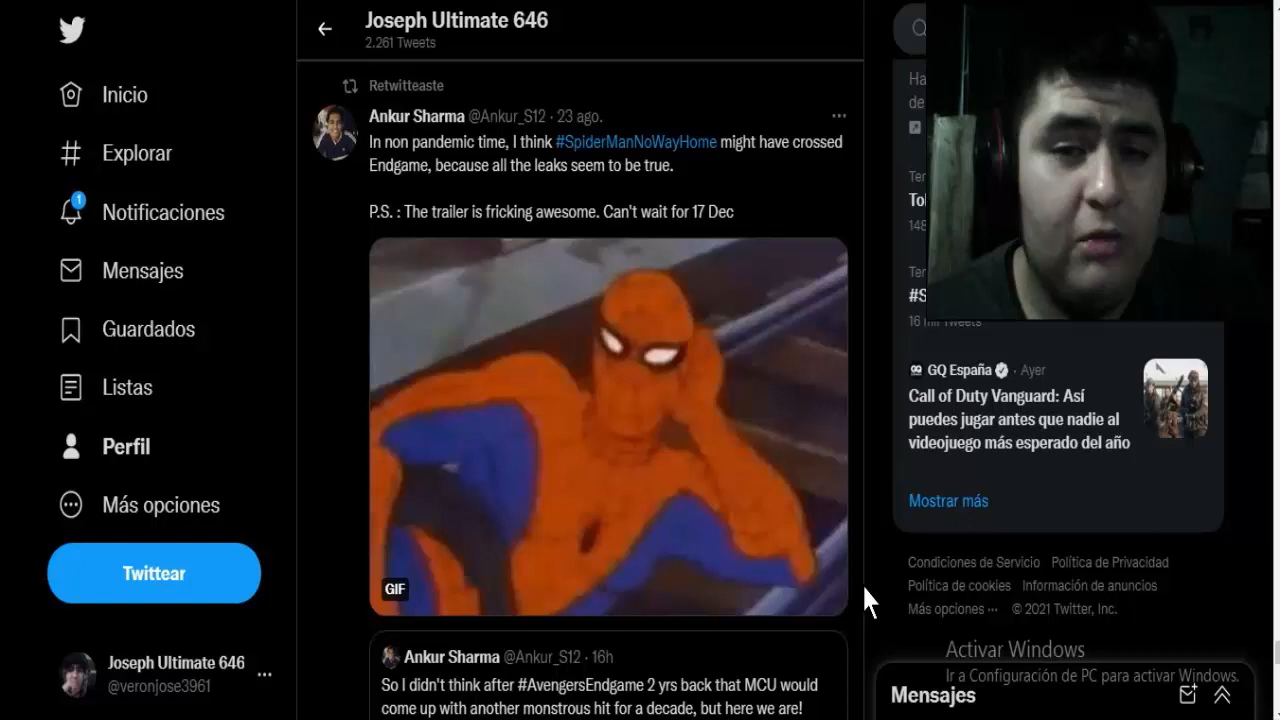 Joseph Ultimate 646
2.261 Tweets
Inicio
Explorar
1
Notificaciones
Mensajes
Guardados
Listas
Perfil
Más opciones
Twittear
Joseph Ultimate 646
@veronjose3961
Retwitteaste
Ankur Sharma @Ankur_S12 · 23 ago.
In non pandemic time, I think #SpiderManNoWayHome might have crossed
Endgame, because all the leaks seem to be true.
P.S. : The trailer is fricking awesome. Can't wait for 17 Dec
GIF
Ankur Sharma @Ankur_S12 · 16h
So I didn't think after #AvengersEndgame 2 yrs back that MCU would
come up with another monstrous hit for a decade, but here we are!
16 mil Tweets
GQ España · Ayer
Call of Duty Vanguard: Así
puedes jugar antes que nadie al
videojuego más esperado del año
Mostrar más
Condiciones de Servicio Política de Privacidad
Política de cookies Información de anuncios
Más opciones ··· © 2021 Twitter, Inc.
Activar Windows
Ir a Configuración de PC para activar Windows.
Mensajes